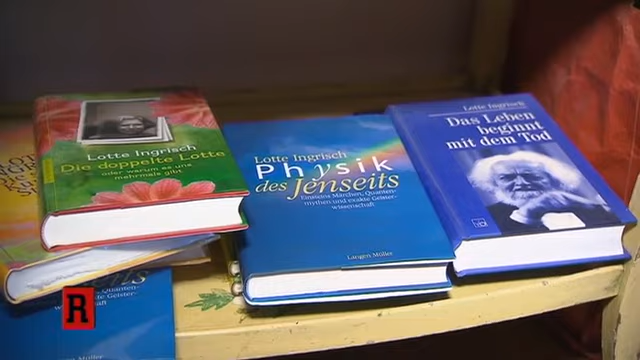 Lotte Ingrisch
Die doppelte Lotte
oder warum es uns
mehrmals gibt
Lotte Ingrisch
Physik
des Jenseits
Einsteins Märchen, Quanten-
mythen und exakte Geister-
wissenschaft
Langen Müller
Lotte Ingrisch
Das Leben
beginnt
mit dem Tod
R